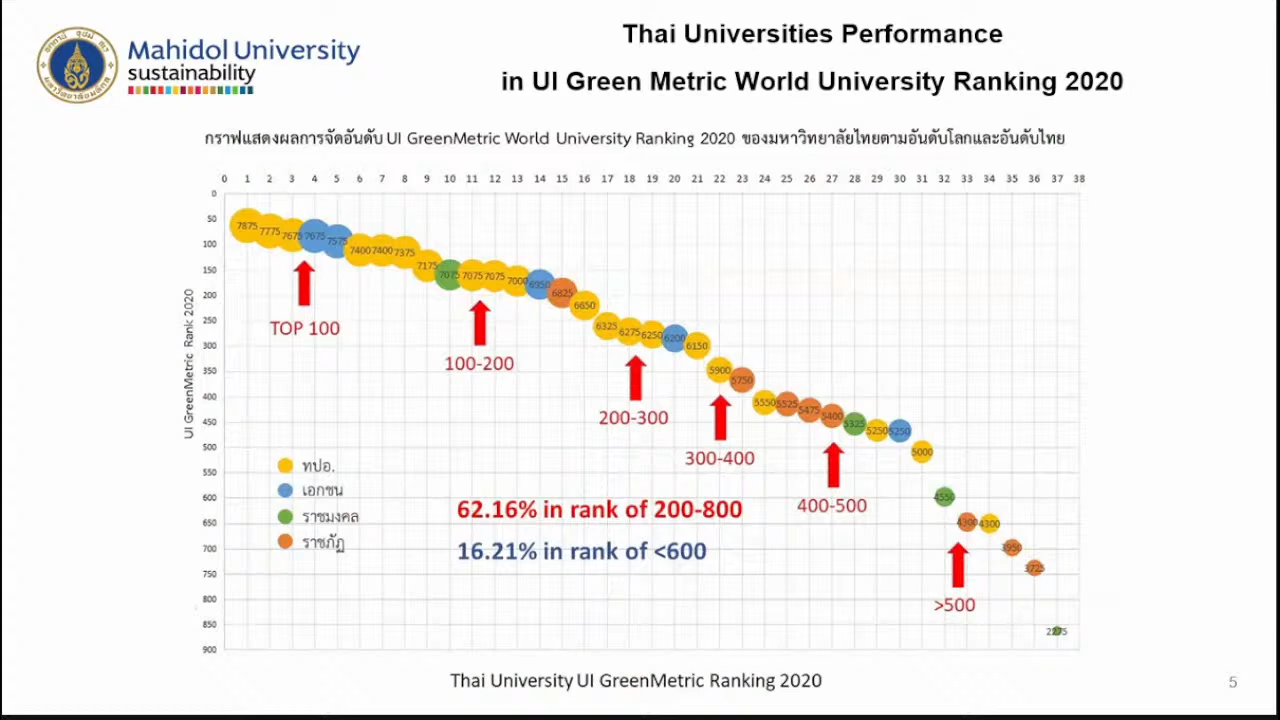 Thai Universities Performance
in UI Green Metric World University Ranking 2020
Mahidol University
sustainability
กราฟแสดงผลการจัดอันดับ UI GreenMetric World University Ranking 2020 ของมหาวิทยาลัยไทยตามอันดับโลกและอันดับไทย
0 1 2 3 4 5 6 7 8 9 10 11 12 13 14 15 16 17 18 19 20 21 22 23 24 25 26 27 28 29 30 31 32 33 34 35 36 37 38
0
50
100
150
200
250
300
350
400
450
500
550
600
650
700
750
800
850
900
UI GreenMetric Rank 2020
7875 7775 7675 7675 7575 7400 7400 7375 7175 7075 7075 7075 7000 6950 6825 6650 6325 6275 6250 6200 6150 5900 5750 5550 5525 5475 5400 5325 5250 5250 5000 4550 4300 4300 3950 3725 2275
TOP 100
100-200
200-300
300-400
400-500
>500
ทปอ.
เอกชน
ราชมงคล
ราชภัฏ
62.16% in rank of 200-800
16.21% in rank of <600
Thai University UI GreenMetric Ranking 2020
5